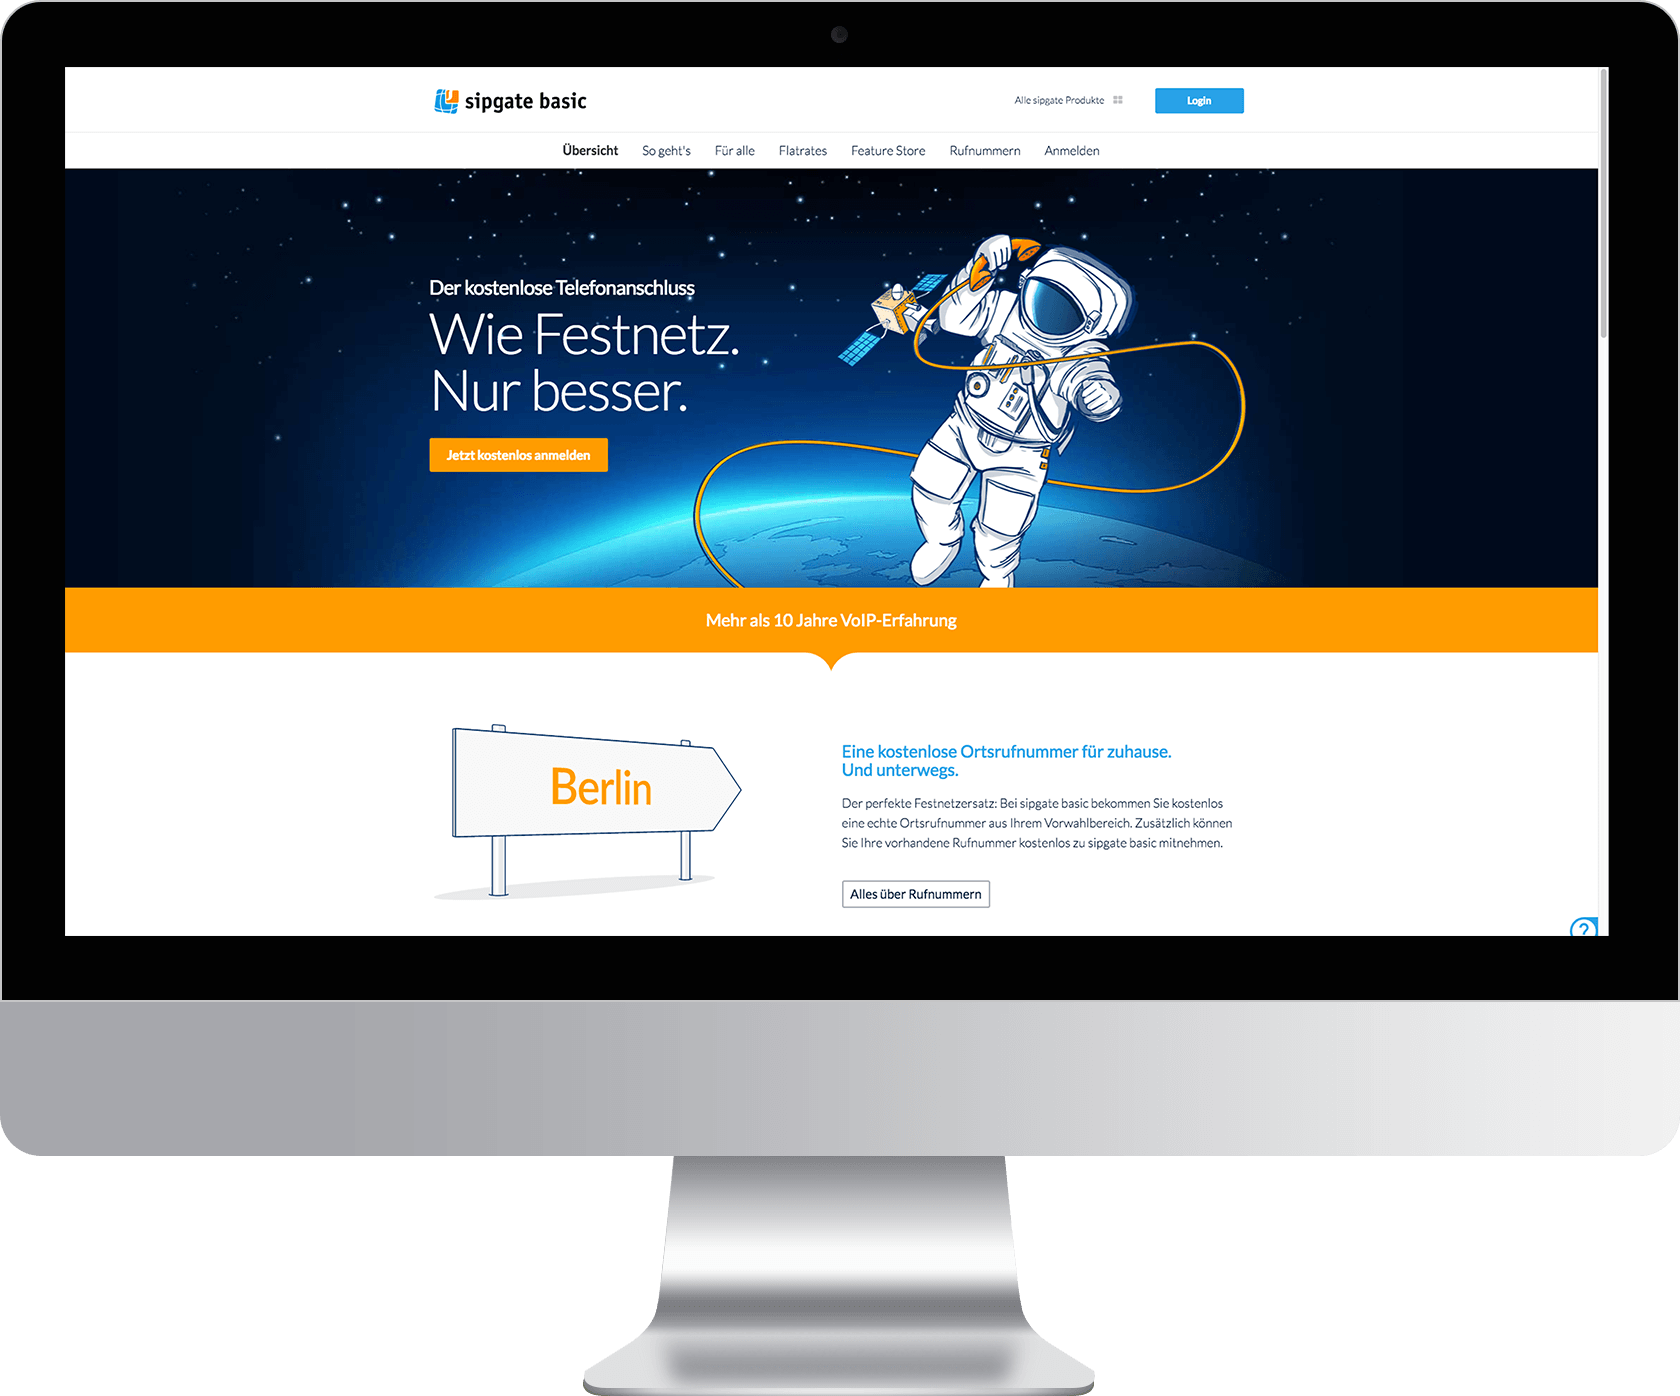 sipgate basic
Alle sipgate Produkte
Login
Übersicht So geht's Für alle Flatrates Feature Store Rufnummern Anmelden
Der kostenlose Telefonanschluss
Wie Festnetz.
Nur besser.
Jetzt kostenlos anmelden
Mehr als 10 Jahre VoIP-Erfahrung
Berlin
Eine kostenlose Ortsrufnummer für zuhause.
Und unterwegs.
Der perfekte Festnetzersatz: Bei sipgate basic bekommen Sie kostenlos
eine echte Ortsrufnummer aus Ihrem Vorwahlbereich. Zusätzlich können
Sie Ihre vorhandene Rufnummer kostenlos zu sipgate basic mitnehmen.
Alles über Rufnummern
?